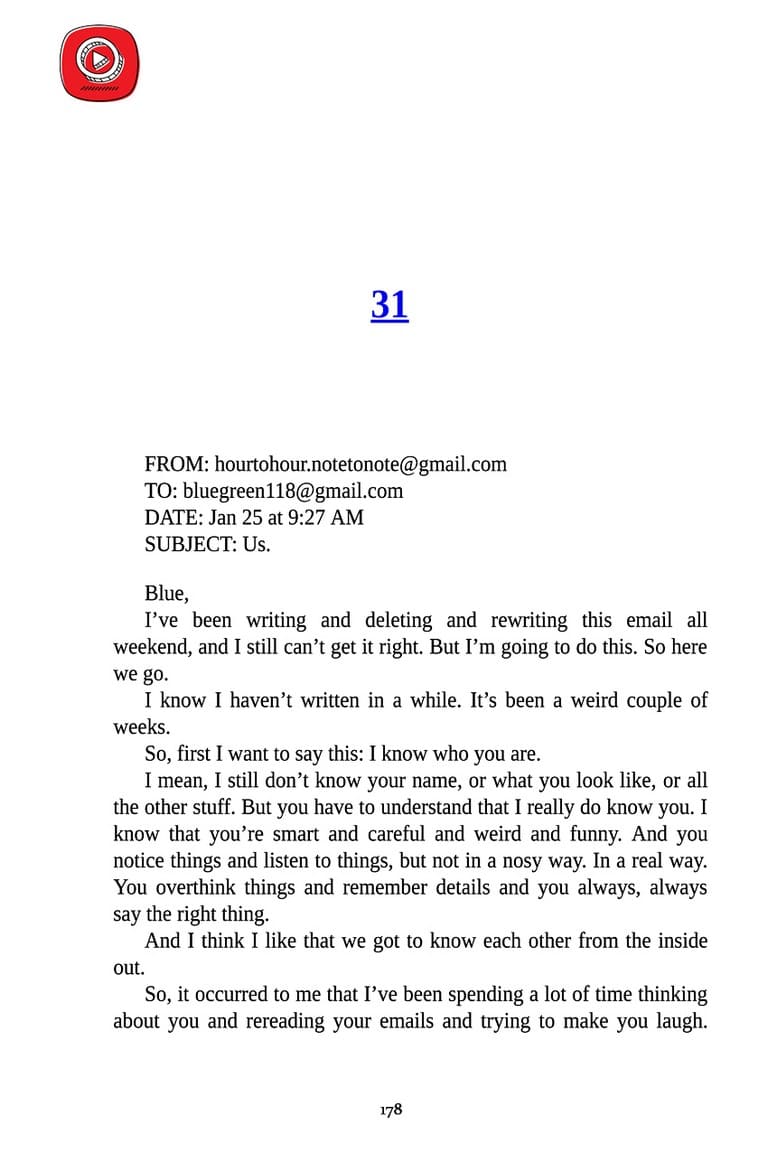 31
FROM: hourtohour.notetonote@gmail.com
TO: bluegreen118@gmail.com
DATE: Jan 25 at 9:27 AM
SUBJECT: Us.
Blue,
I’ve been writing and deleting and rewriting this email all
weekend, and I still can’t get it right. But I’m going to do this. So here
we go.
I know I haven’t written in a while. It’s been a weird couple of
weeks.
So, first I want to say this: I know who you are.
I mean, I still don’t know your name, or what you look like, or all
the other stuff. But you have to understand that I really do know you. I
know that you’re smart and careful and weird and funny. And you
notice things and listen to things, but not in a nosy way. In a real way.
You overthink things and remember details and you always, always
say the right thing.
And I think I like that we got to know each other from the inside
out.
So, it occurred to me that I’ve been spending a lot of time thinking
about you and rereading your emails and trying to make you laugh.
178